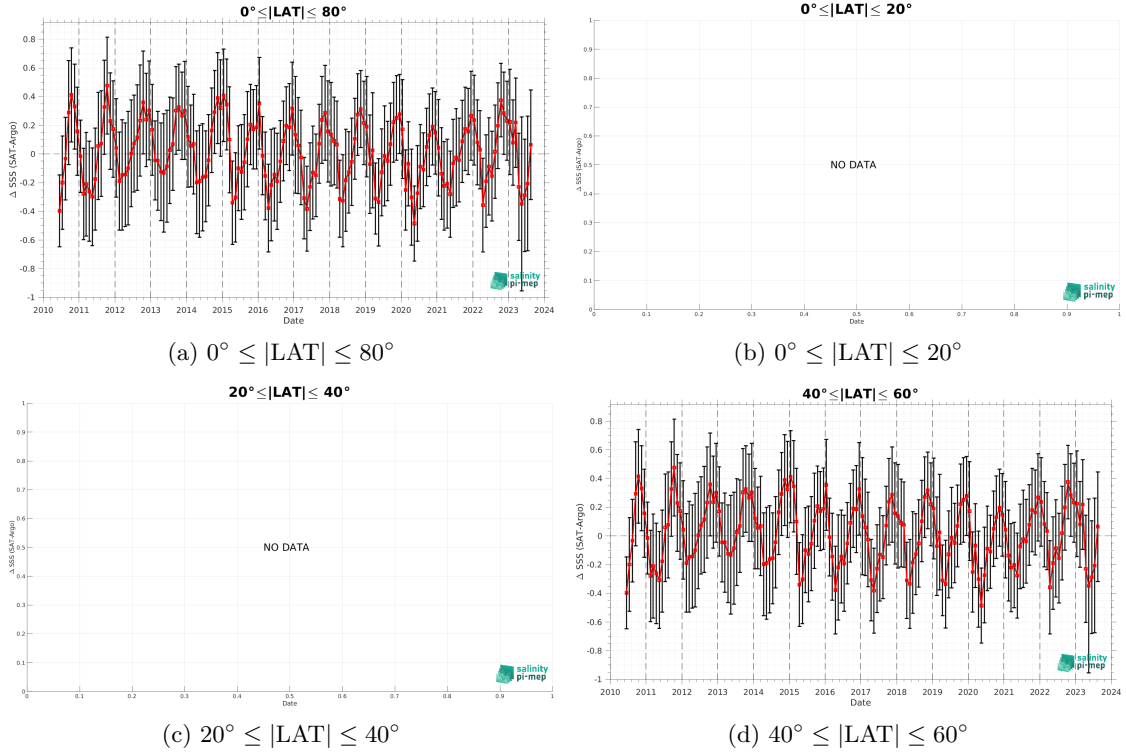 0°≤|LAT|≤ 80°
Δ SSS (SAT-Argo)
0.8
0.6
0.4
0.2
0
-0.2
-0.4
-0.6
-0.8
-1
2010 2011 2012 2013 2014 2015 2016 2017 2018 2019 2020 2021 2022 2023 2024
Date
salinity
pi-mep
(a) 0° ≤ |LAT| ≤ 80°
0°≤|LAT|≤ 20°
Δ SSS (SAT-Argo)
1
0.9
0.8
0.7
0.6
0.5
0.4
0.3
0.2
0.1
0
NO DATA
0 0.1 0.2 0.3 0.4 0.5 0.6 0.7 0.8 0.9 1
Date
salinity
pi-mep
(b) 0° ≤ |LAT| ≤ 20°
20°≤|LAT|≤ 40°
Δ SSS (SAT-Argo)
1
0.9
0.8
0.7
0.6
0.5
0.4
0.3
0.2
0.1
0
NO DATA
0 0.1 0.2 0.3 0.4 0.5 0.6 0.7 0.8 0.9 1
Date
salinity
pi-mep
(c) 20° ≤ |LAT| ≤ 40°
40°≤|LAT|≤ 60°
Δ SSS (SAT-Argo)
0.8
0.6
0.4
0.2
0
-0.2
-0.4
-0.6
-0.8
-1
2010 2011 2012 2013 2014 2015 2016 2017 2018 2019 2020 2021 2022 2023 2024
Date
salinity
pi-mep
(d) 40° ≤ |LAT| ≤ 60°